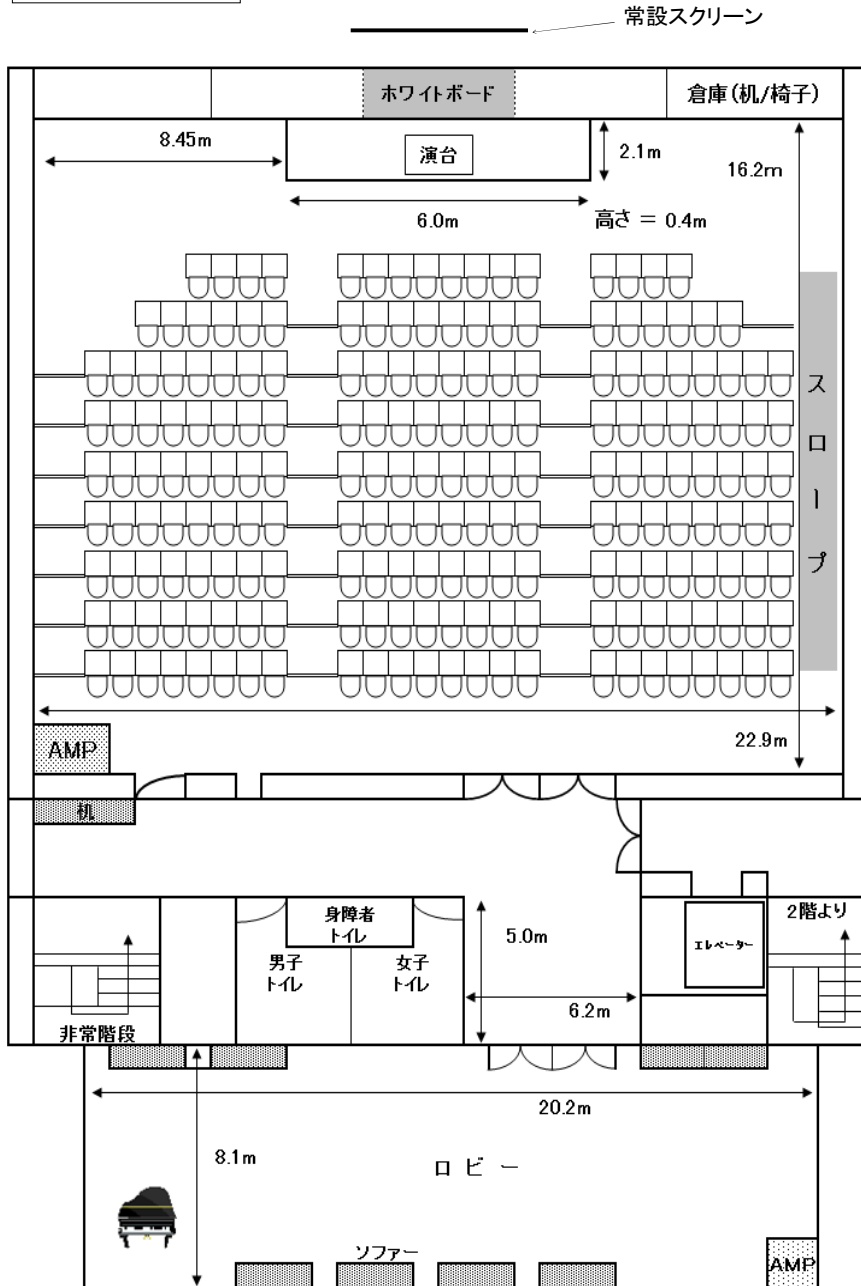 常設スクリーン
ホワイトボード
倉庫(机/椅子)
8.45m
演台
2.1m
16.2m
6.0m
高さ = 0.4m
スロープ
AMP
22.9m
机
身障者
トイレ
5.0m
2階より
男子
トイレ
女子
トイレ
エレベーター
6.2m
非常階段
20.2m
8.1m
ロビー
ソファー
AMP